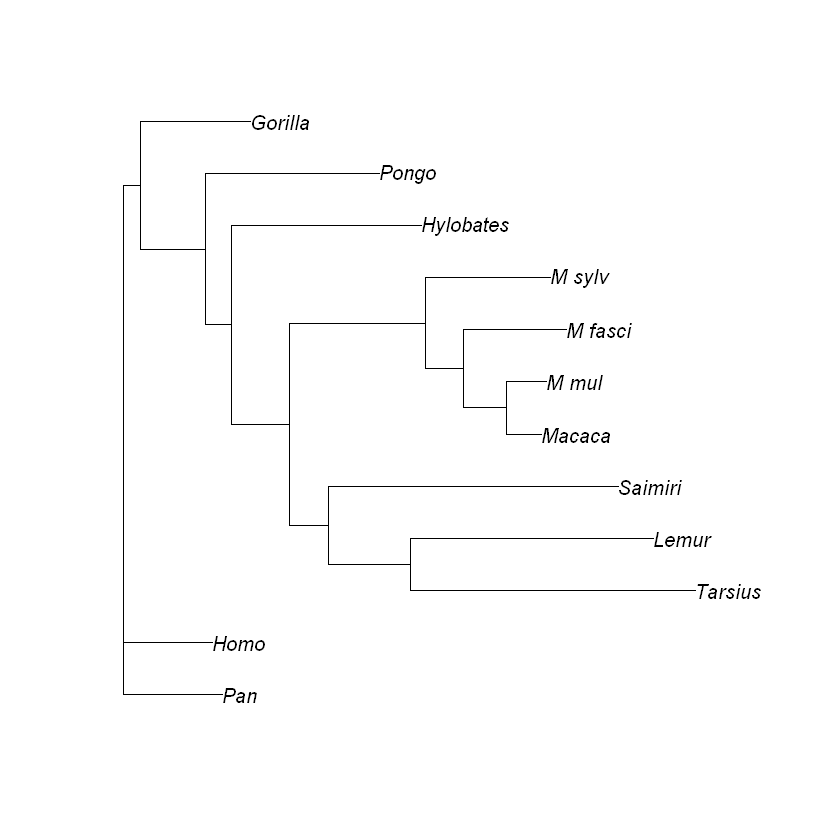 Gorilla
Pongo
Hylobates
M sylv
M fasci
M mul
Macaca
Saimiri
Lemur
Tarsius
Homo
Pan